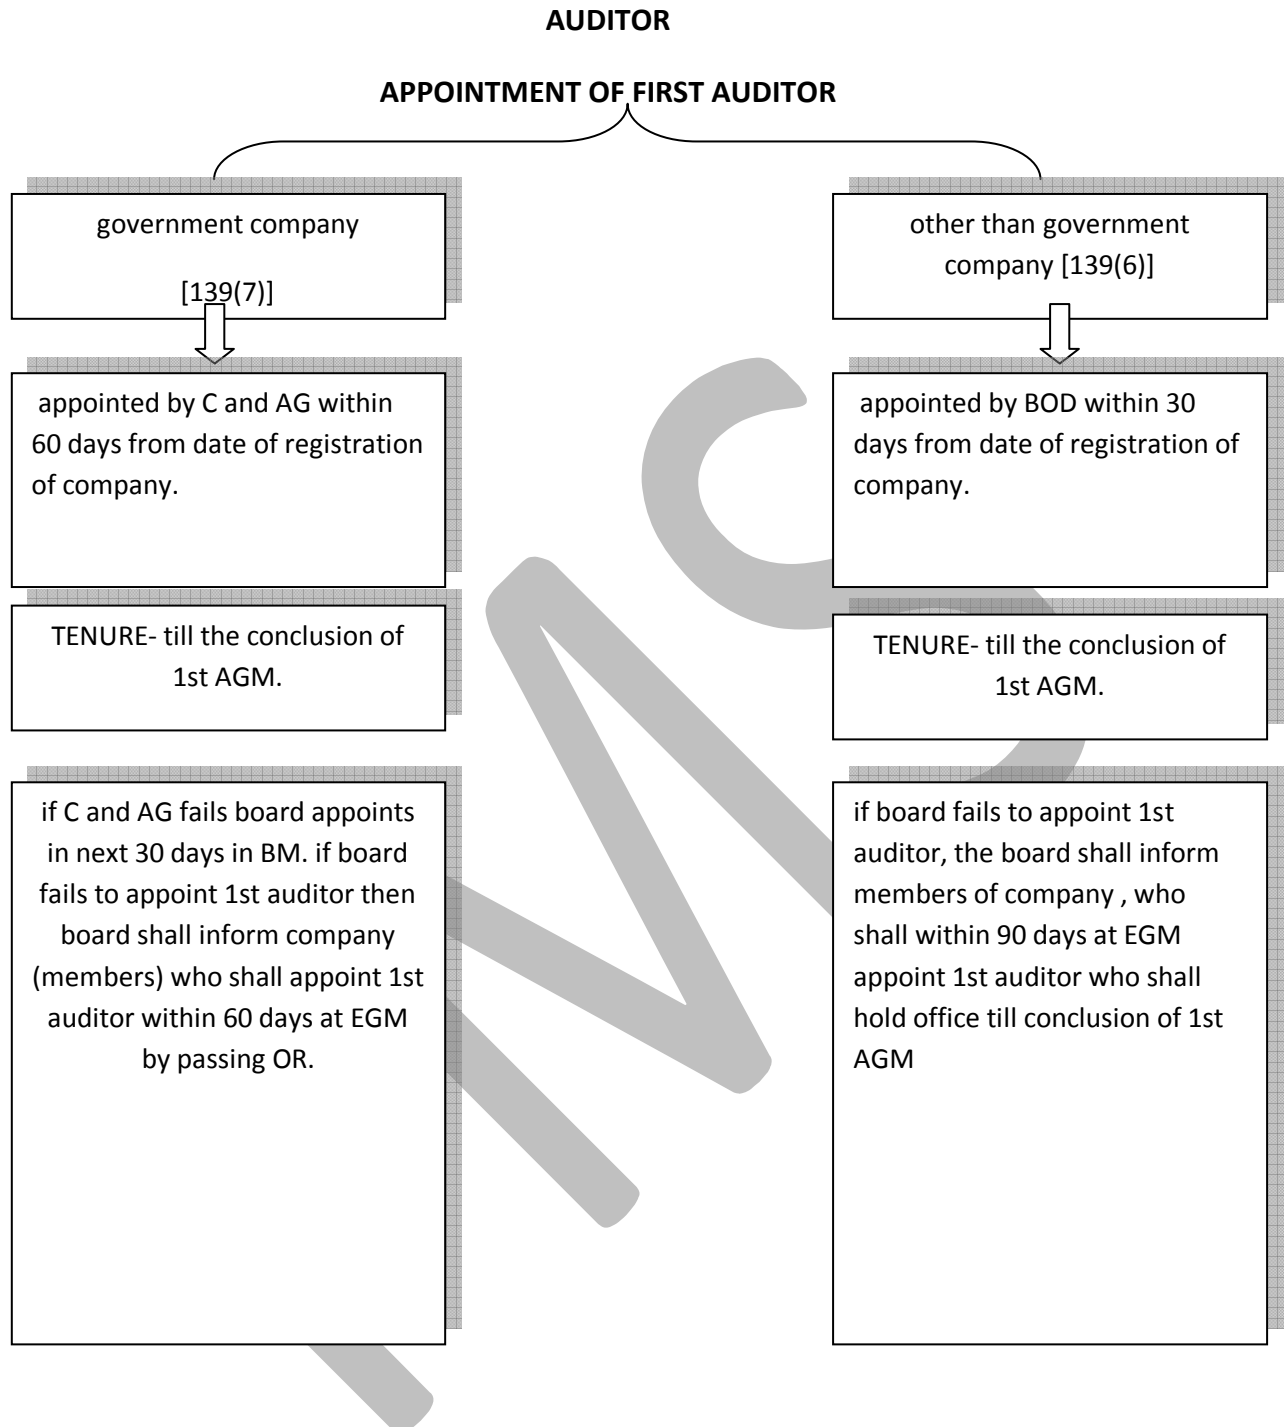 AUDITOR
APPOINTMENT OF FIRST AUDITOR
government company
[139(7)]
appointed by C and AG within
60 days from date of registration
of company.
TENURE- till the conclusion of
1st AGM.
if C and AG fails board appoints
in next 30 days in BM. if board
fails to appoint 1st auditor then
board shall inform company
(members) who shall appoint 1st
auditor within 60 days at EGM
by passing OR.
other than government
company [139(6)]
appointed by BOD within 30
days from date of registration of
company.
TENURE- till the conclusion of
1st AGM.
if board fails to appoint 1st
auditor, the board shall inform
members of company , who
shall within 90 days at EGM
appoint 1st auditor who shall
hold office till conclusion of 1st
AGM